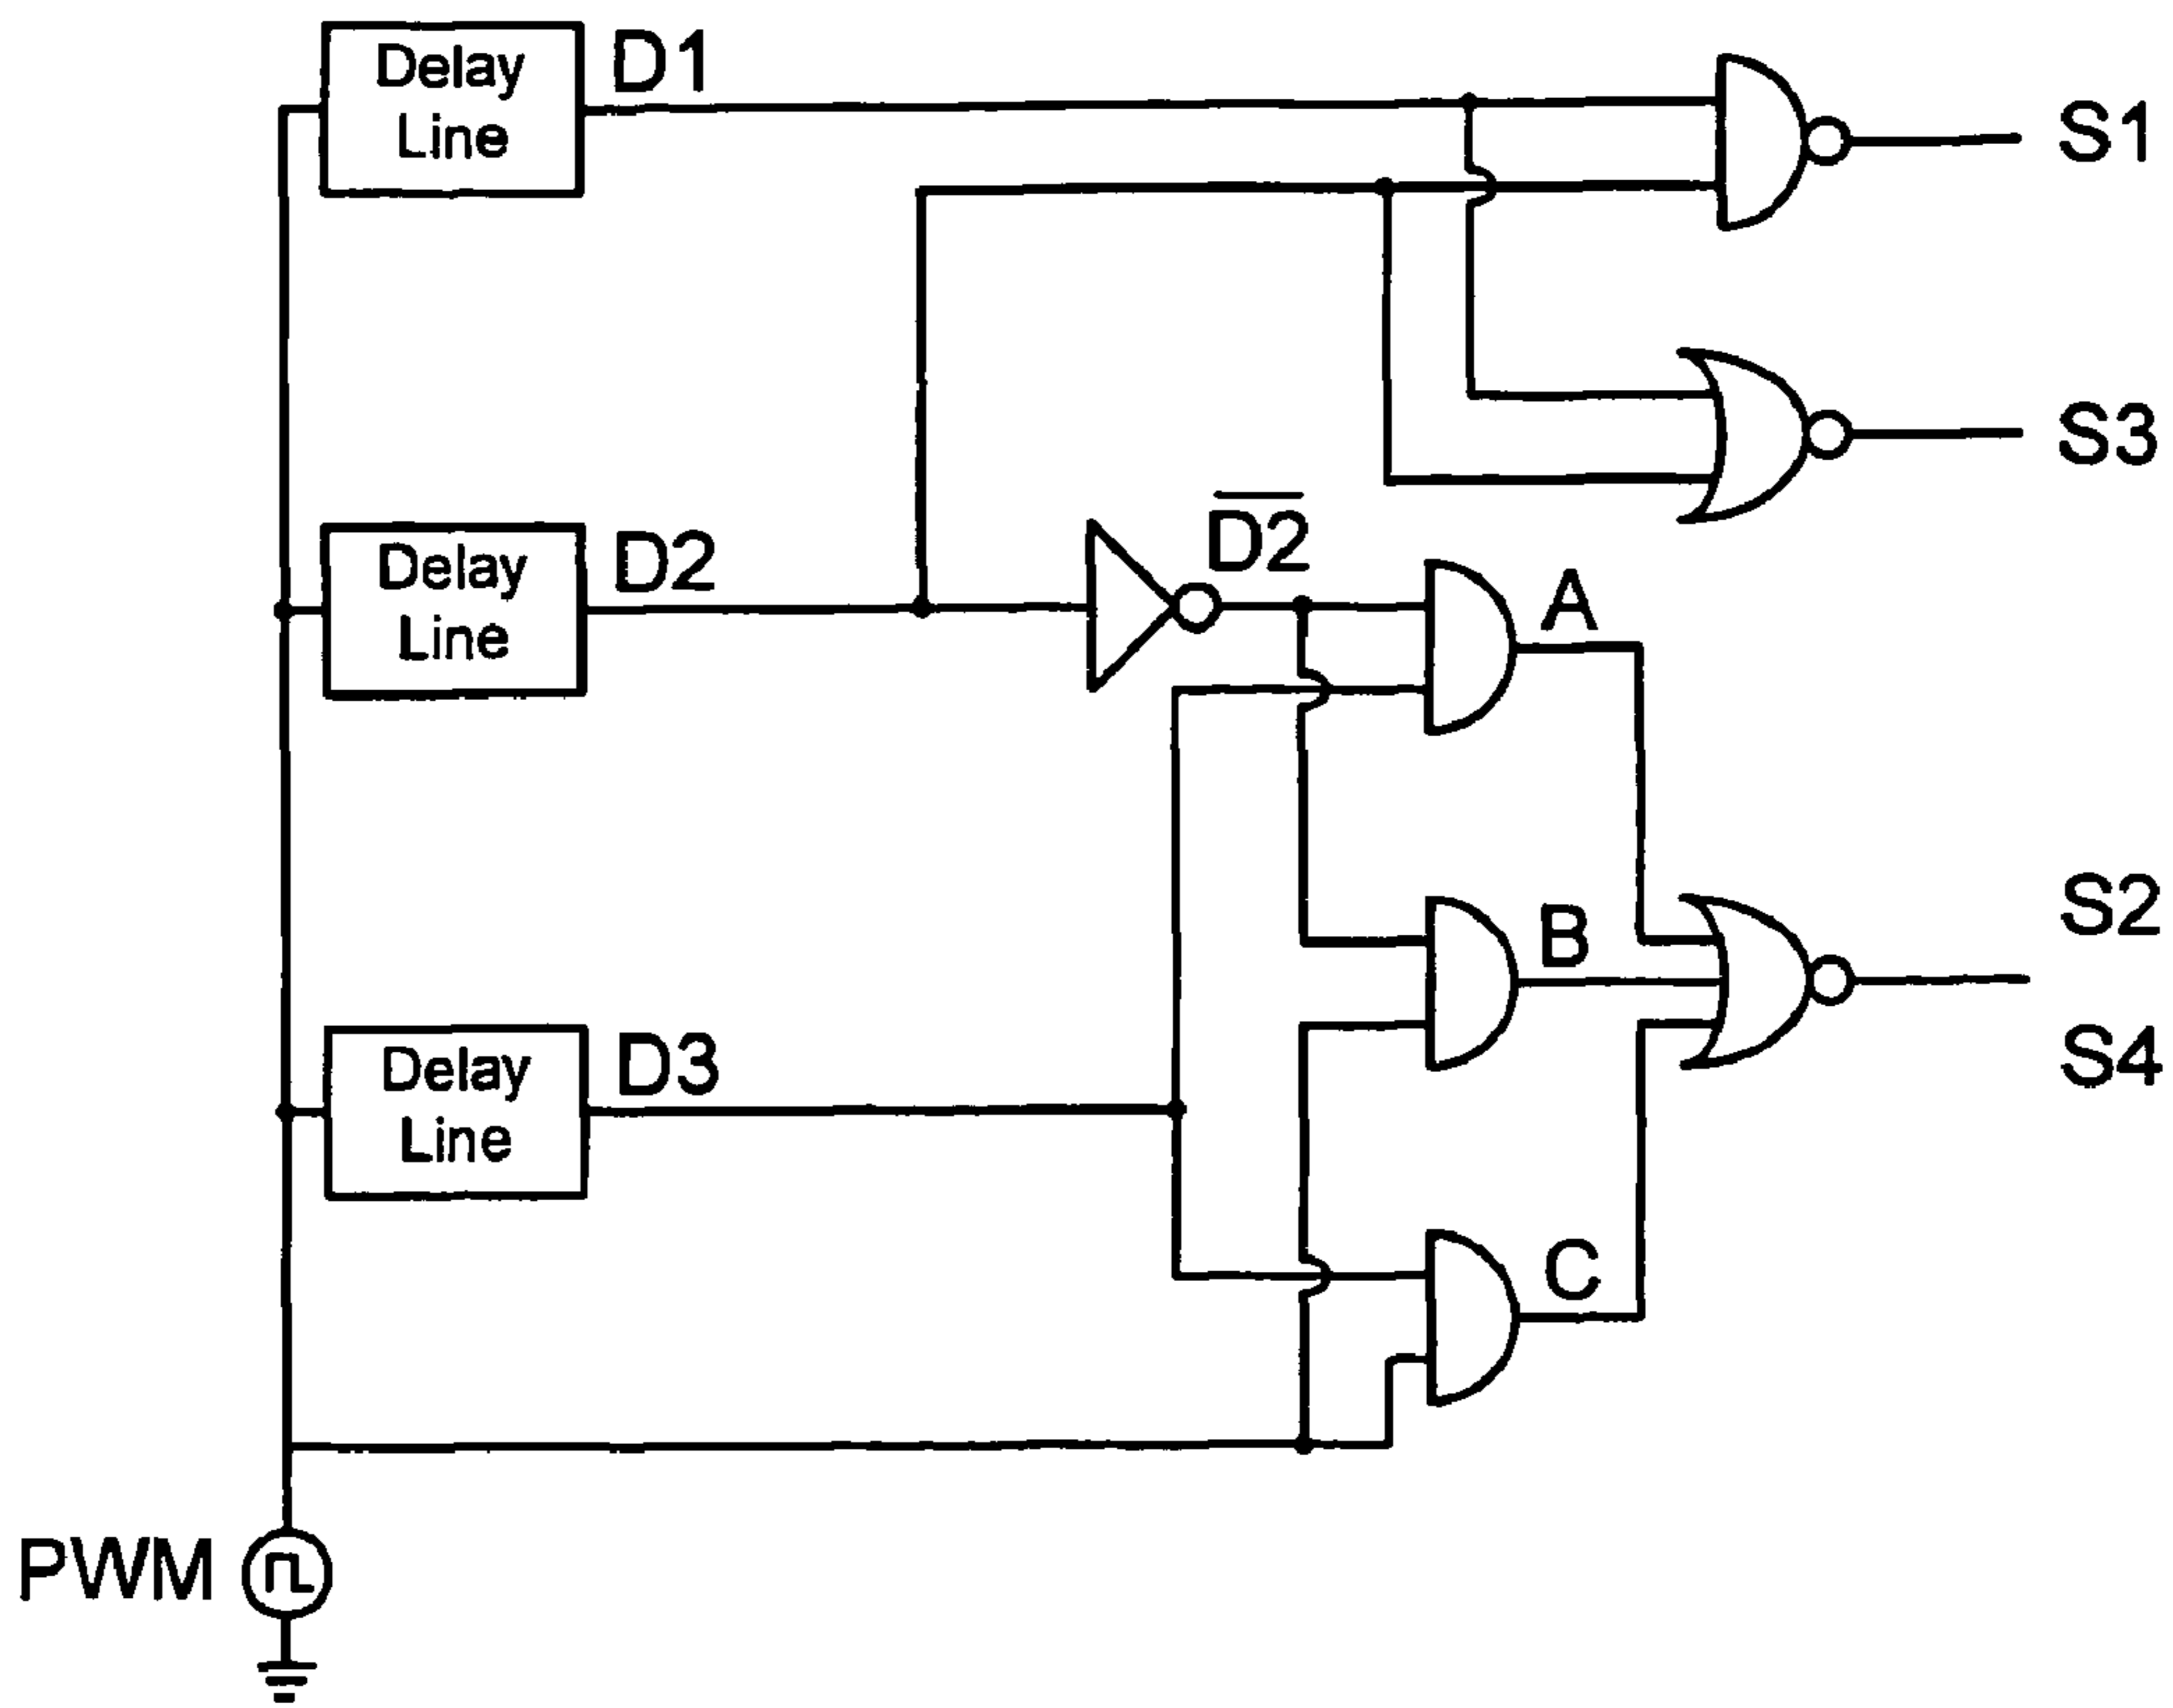 Delay
Line
D1
S1
S3
Delay
Line
D2
D2
A
B
S2
Delay
Line
D3
S4
C
PWM